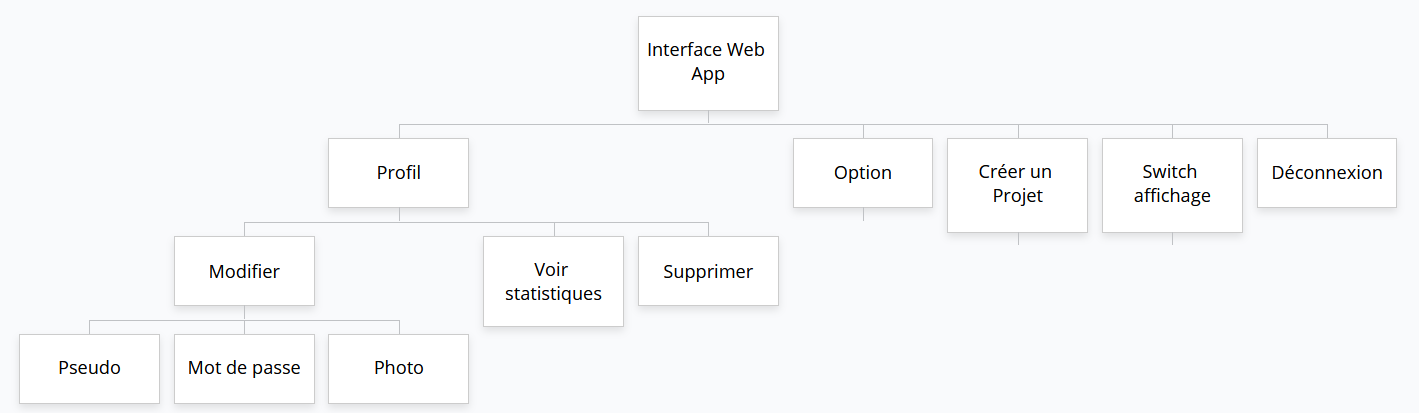 Interface Web
App
Profil
Option
Créer un
Projet
Switch
affichage
Déconnexion
Modifier
Voir
statistiques
Supprimer
Pseudo
Mot de passe
Photo